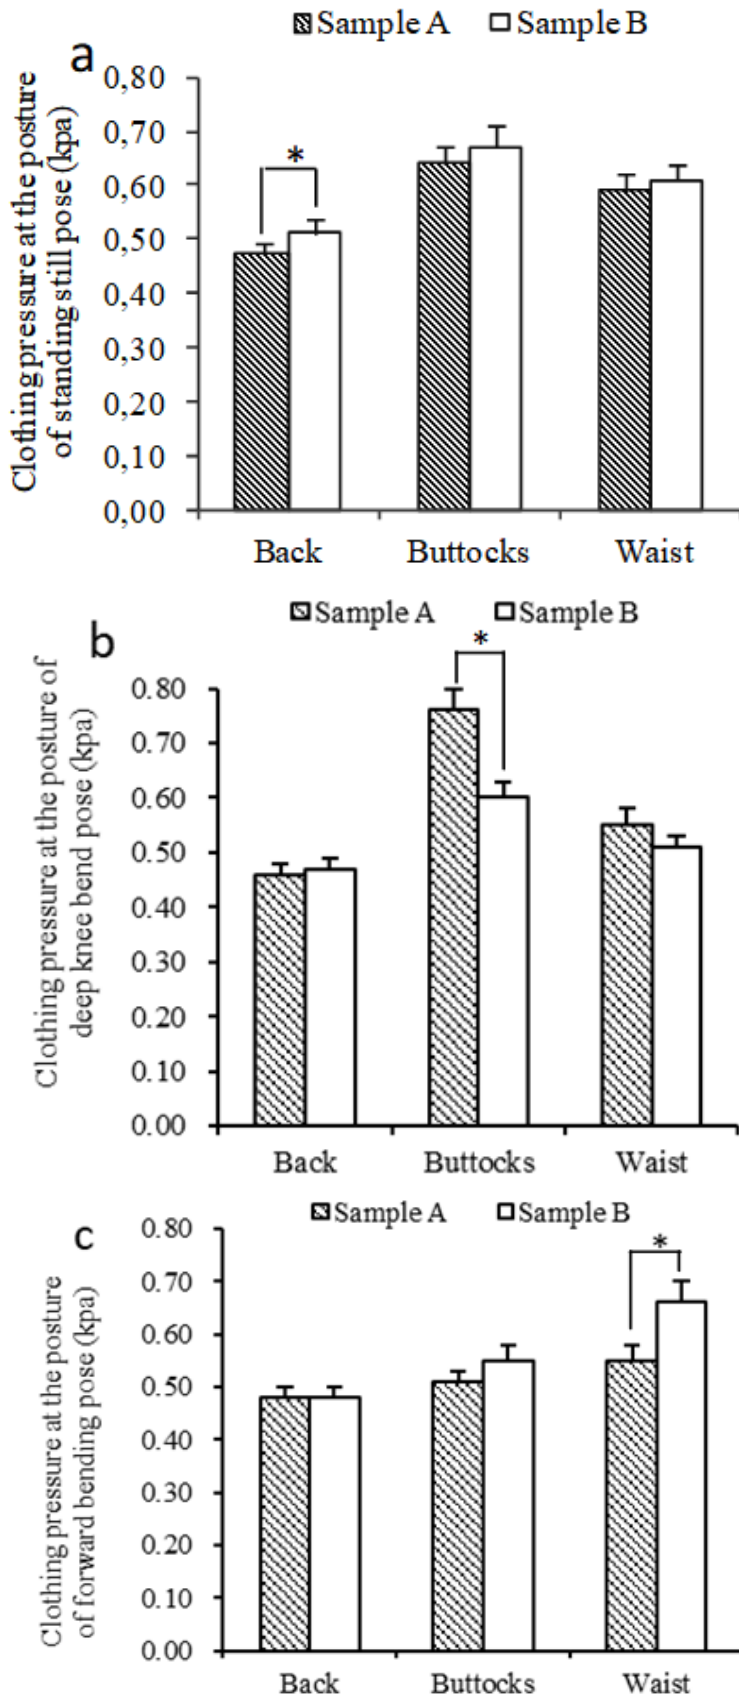 Sample A Sample B
a
Clothing pressure at the posture
of standing still pose (kpa)
0,80
0,70
0,60
0,50
0,40
0,30
0,20
0,10
0,00
*
Back Buttocks Waist
Sample A Sample B
b
Clothing pressure at the posture of
deep knee bend pose (kpa)
0.80
0.70
0.60
0.50
0.40
0.30
0.20
0.10
0.00
*
Back Buttocks Waist
Sample A Sample B
c
Clothing pressure at the posture
of forward bending pose (kpa)
0.80
0.70
0.60
0.50
0.40
0.30
0.20
0.10
0.00
*
Back Buttocks Waist